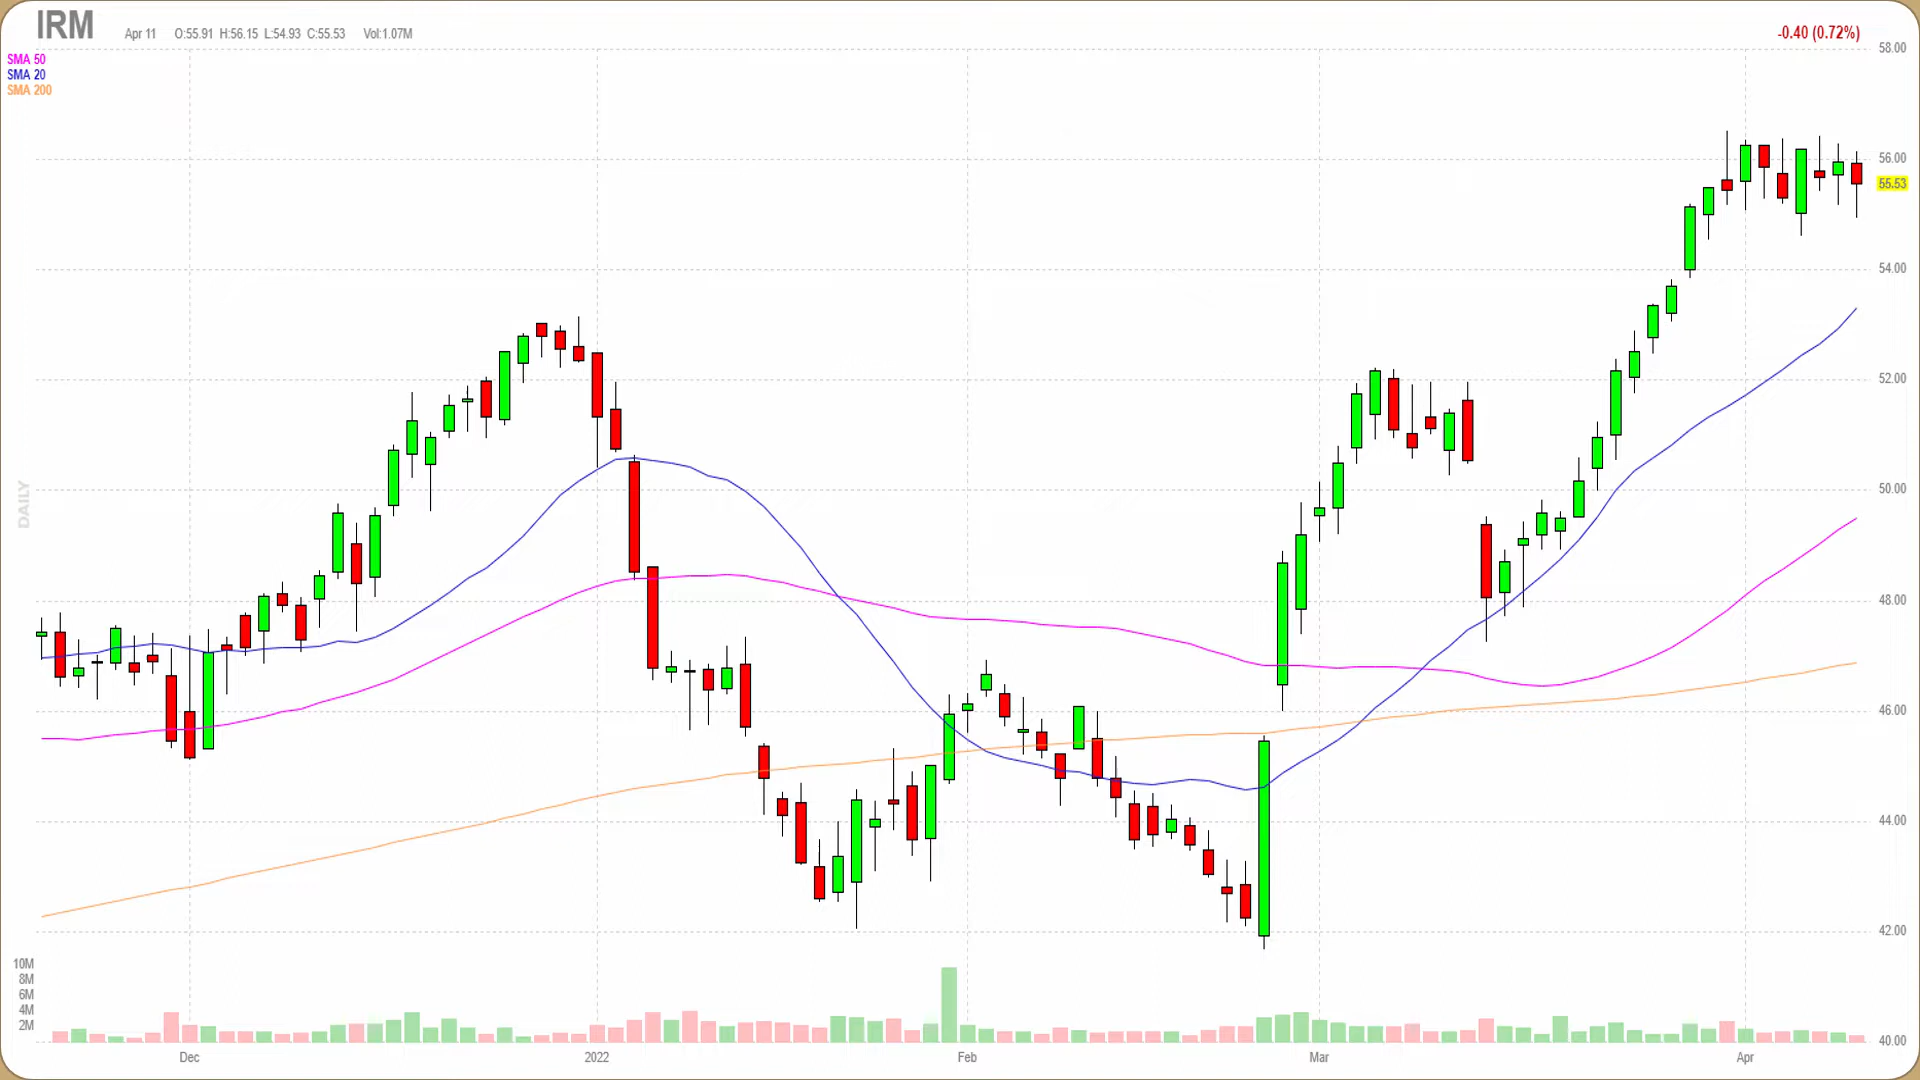 IRM Apr 11 O:55.91 H:56.15 L:54.93 C:55.53 Vol:1.07M -0.40 (0.72%)
SMA 50
SMA 20
SMA 200
58.00
56.00
55.53
54.00
52.00
50.00
DAILY
48.00
46.00
44.00
42.00
10M
8M
6M
4M
2M
40.00
Dec 2022 Feb Mar Apr